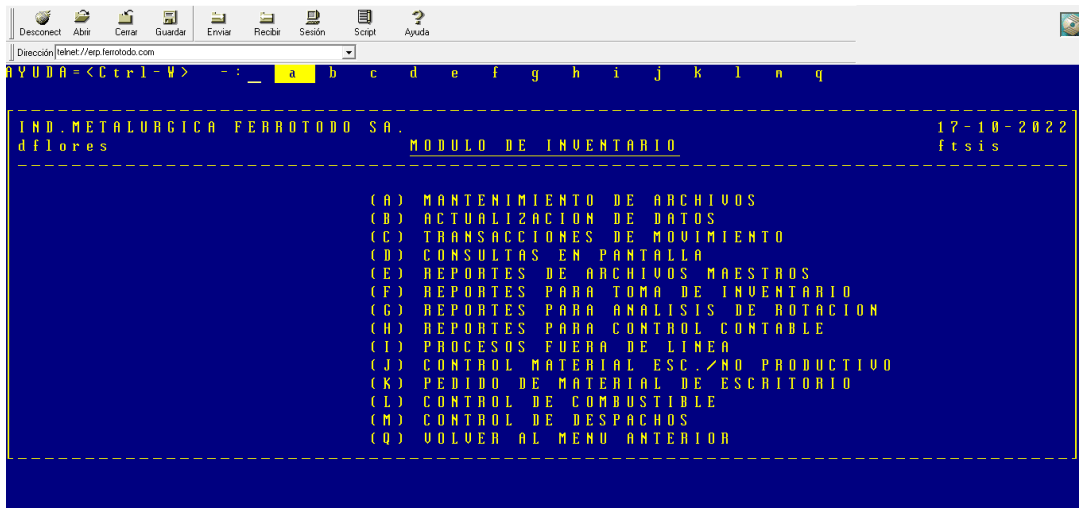 Desconect Abrir Cerrar Guardar Enviar Recibir Sesión Script Ayuda
Dirección telnet://erp.ferrotodo.com
AYUDA=<Ctrl-W> -:_ a b c d e f g h i j k l m q
IND.METALURGICA FERROTODO SA. 17-10-2022
dflores MODULO DE INVENTARIO ftsis
(A) MANTENIMIENTO DE ARCHIVOS
(B) ACTUALIZACION DE DATOS
(C) TRANSACCIONES DE MOVIMIENTO
(D) CONSULTAS EN PANTALLA
(E) REPORTES DE ARCHIVOS MAESTROS
(F) REPORTES PARA TOMA DE INVENTARIO
(G) REPORTES PARA ANALISIS DE ROTACION
(H) REPORTES PARA CONTROL CONTABLE
(I) PROCESOS FUERA DE LINEA
(J) CONTROL MATERIAL ESC./NO PRODUCTIVO
(K) PEDIDO DE MATERIAL DE ESCRITORIO
(L) CONTROL DE COMBUSTIBLE
(M) CONTROL DE DESPACHOS
(Q) VOLVER AL MENU ANTERIOR